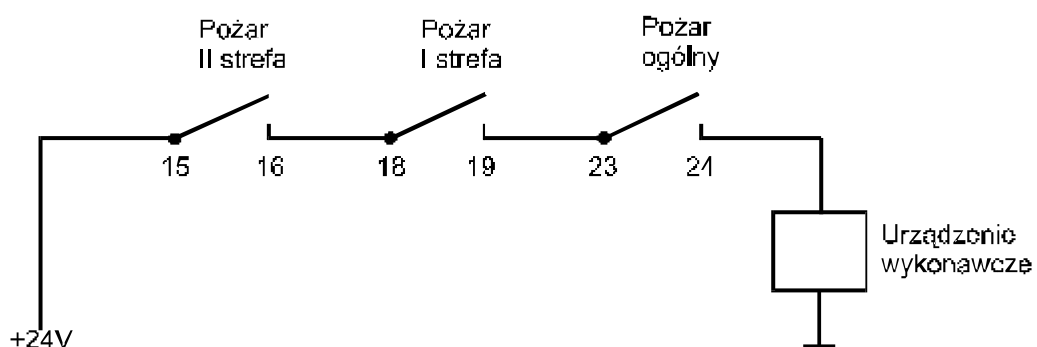 Pożar
II strefa
Pożar
I strefa
Pożar
ogólny
15
16
18
19
23
24
Urządzenie
wykonawcze
+24V